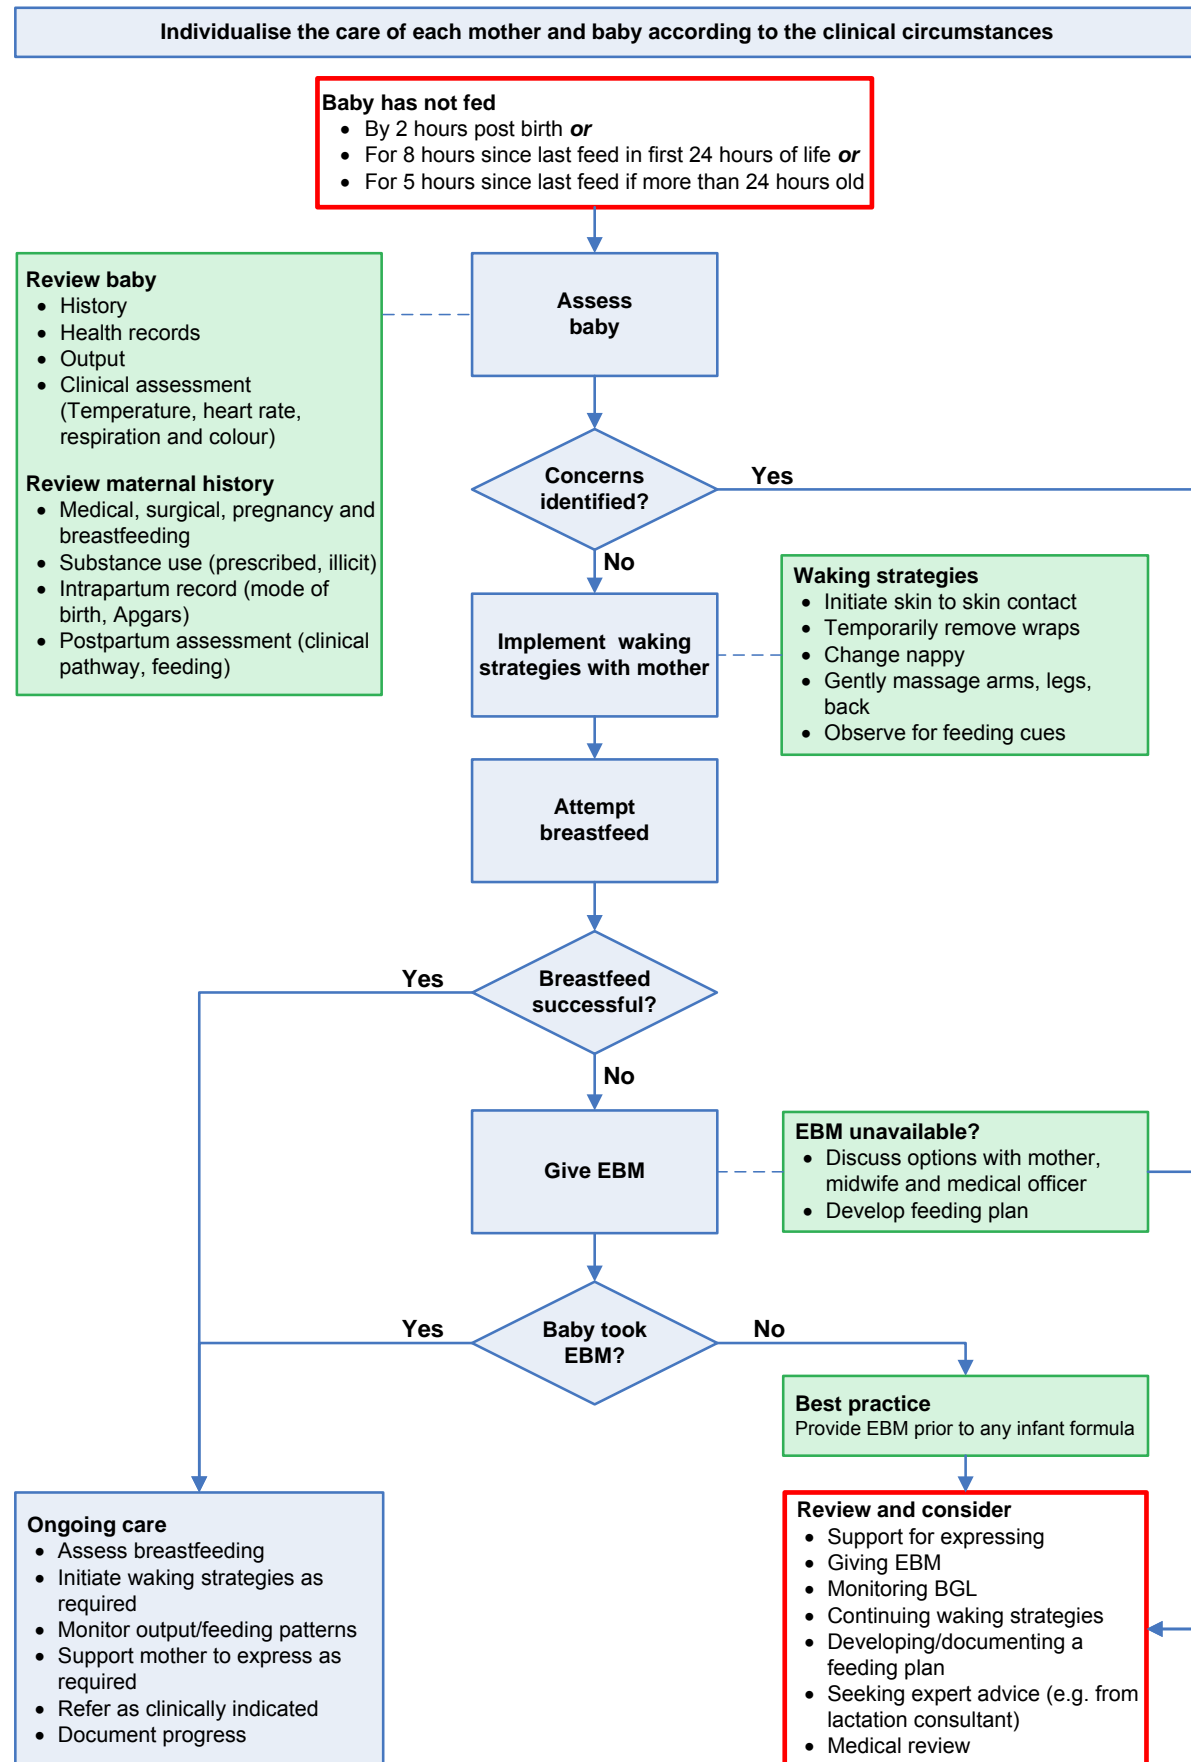 Individualise the care of each mother and baby according to the clinical circumstances
Baby has not fed
• By 2 hours post birth or
• For 8 hours since last feed in first 24 hours of life or
• For 5 hours since last feed if more than 24 hours old
Review baby
• History
• Health records
• Output
• Clinical assessment
(Temperature, heart rate,
respiration and colour)
Review maternal history
• Medical, surgical, pregnancy and
breastfeeding
• Substance use (prescribed, illicit)
• Intrapartum record (mode of
birth, Apgars)
• Postpartum assessment (clinical
pathway, feeding)
Assess
baby
Concerns
identified?
Yes
No
Implement waking
strategies with mother
Waking strategies
• Initiate skin to skin contact
• Temporarily remove wraps
• Change nappy
• Gently massage arms, legs,
back
• Observe for feeding cues
Attempt
breastfeed
Breastfeed
successful?
Yes
No
Give EBM
EBM unavailable?
• Discuss options with mother,
midwife and medical officer
• Develop feeding plan
Baby took
EBM?
Yes
No
Best practice
Provide EBM prior to any infant formula
Ongoing care
• Assess breastfeeding
• Initiate waking strategies as
required
• Monitor output/feeding patterns
• Support mother to express as
required
• Refer as clinically indicated
• Document progress
Review and consider
• Support for expressing
• Giving EBM
• Monitoring BGL
• Continuing waking strategies
• Developing/documenting a
feeding plan
• Seeking expert advice (e.g. from
lactation consultant)
• Medical review